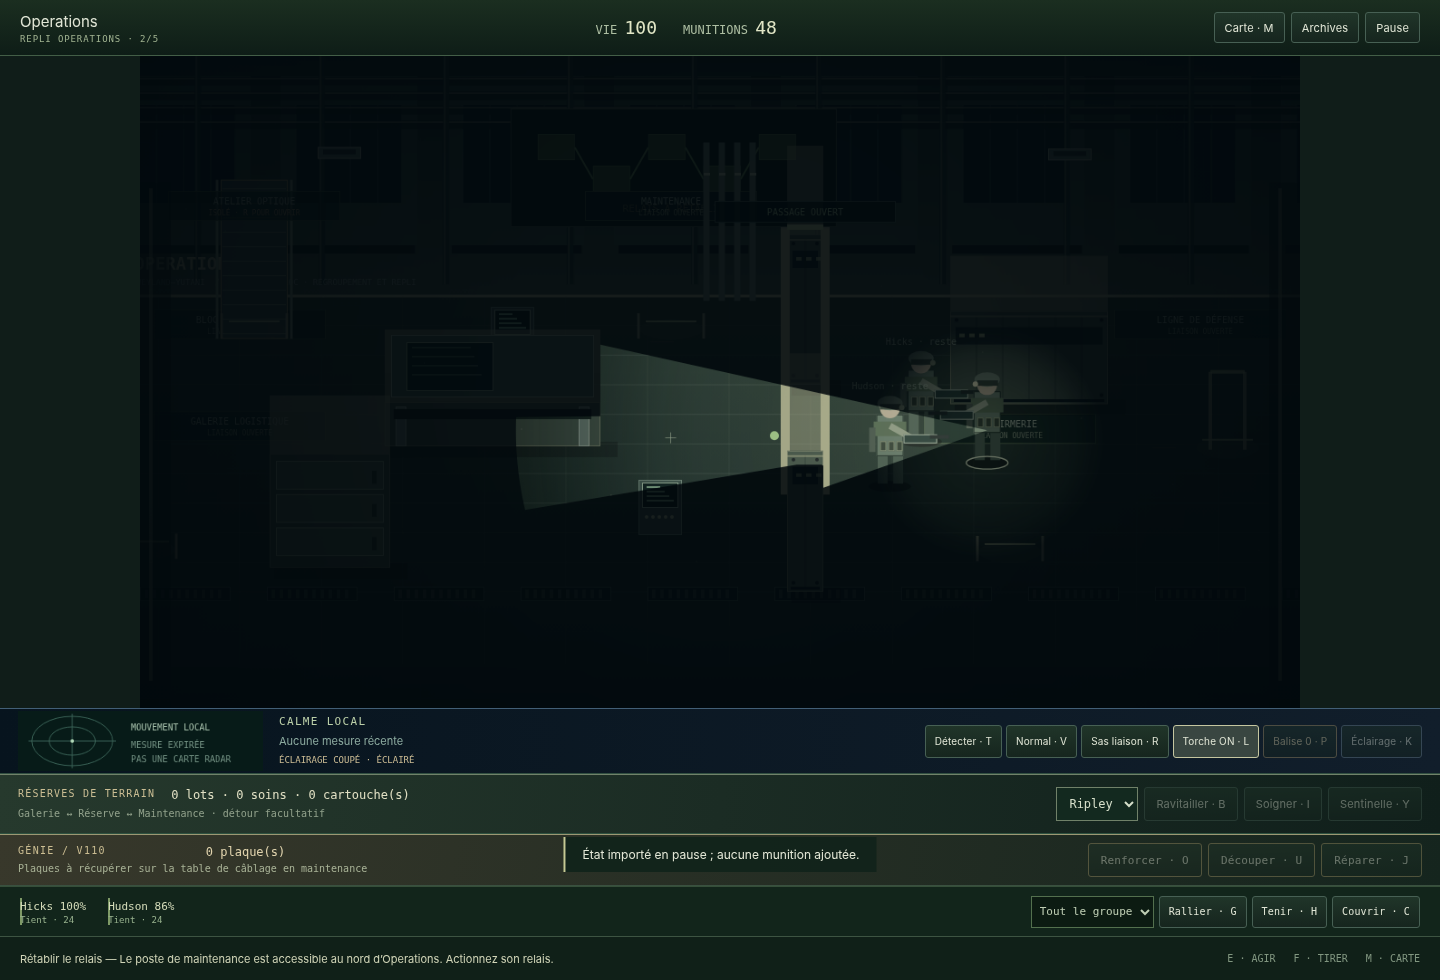 Operations
REPLI OPERATIONS · 2/5
VIE 100 MUNITIONS 48
Carte · M
Archives
Pause
ATELIER OPTIQUE
MAINTENANCE
LIAISON OUVERTE
PASSAGE OUVERT
LIGNE DE DEFENSE
LIAISON OUVERTE
Hicks · reste
Hudson · reste
MOUVEMENT LOCAL
MESURE EXPIRÉE
PAS UNE CARTE RADAR
CALME LOCAL
Aucune mesure récente
ÉCLAIRAGE COUPÉ · ÉCLAIRÉ
Détecter · T
Normal · V
Sas liaison · R
Torche ON · L
Balise 0 · P
Éclairage · K
RÉSERVES DE TERRAIN 0 lots · 0 soins · 0 cartouche(s)
Galerie ↔ Réserve ↔ Maintenance · détour facultatif
Ripley
Ravitailler · B
Soigner · I
Sentinelle · Y
GÉNIE / V110 0 plaque(s)
Plaques à récupérer sur la table de câblage en maintenance
État importé en pause ; aucune munition ajoutée.
Renforcer · O
Découper · U
Réparer · J
Hicks 100%
Tient · 24
Hudson 86%
Tient · 24
Tout le groupe
Rallier · G
Tenir · H
Couvrir · C
Rétablir le relais — Le poste de maintenance est accessible au nord d'Operations. Actionnez son relais.
E · AGIR F · TIRER M · CARTE